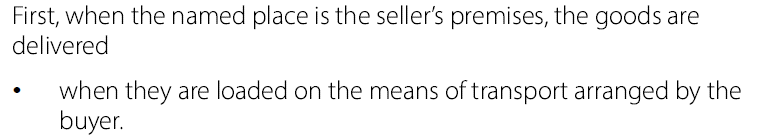 First, when the named place is the seller’s premises, the goods are
delivered
• when they are loaded on the means of transport arranged by the
buyer.